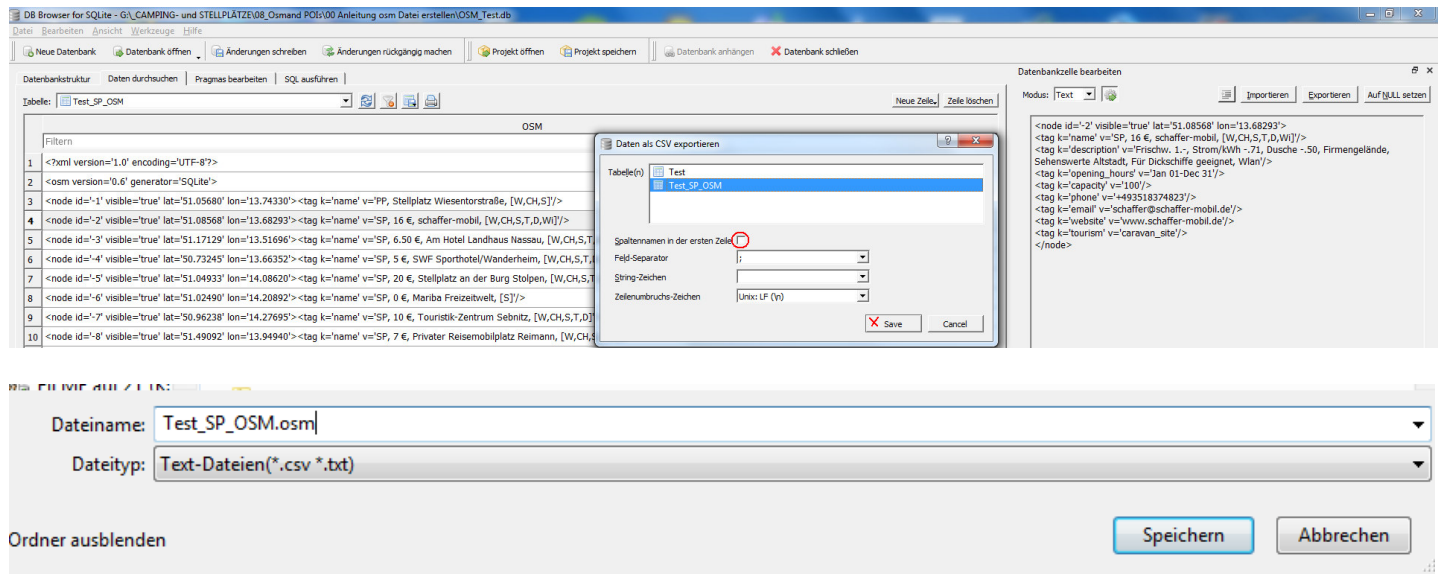 DB Browser for SQLite - G:\_CAMPING- und STELLPLÄTZE\08_Osmand POIs\00 Anleitung osm Datei erstellen\OSM_Test.db
Datei Bearbeiten Ansicht Werkzeuge Hilfe
Neue Datenbank Datenbank öffnen Änderungen schreiben Änderungen rückgängig machen Projekt öffnen Projekt speichern Datenbank anhängen Datenbank schließen
Datenbankstruktur Daten durchsuchen Pragmas bearbeiten SQL ausführen
Tabelle: Test_SP_OSM Neue Zeile Zeile löschen
OSM
Filtern
1 <?xml version='1.0' encoding='UTF-8'?>
2 <osm version='0.6' generator='SQLite'>
3 <node id='-1' visible='true' lat='51.05680' lon='13.74330'><tag k='name' v='PP, Stellplatz Wiesentorstraße, [W,CH,S]'/>
4 <node id='-2' visible='true' lat='51.08568' lon='13.68293'><tag k='name' v='SP, 16 €, schaffer-mobil, [W,CH,S,T,D,Wi]'/>
5 <node id='-3' visible='true' lat='51.17129' lon='13.51696'><tag k='name' v='SP, 6.50 €, Am Hotel Landhaus Nassau, [W,CH,S,T,
6 <node id='-4' visible='true' lat='50.73245' lon='13.66352'><tag k='name' v='SP, 5 €, SWF Sporthotel/Wanderheim, [W,CH,S,T,
7 <node id='-5' visible='true' lat='51.04933' lon='14.08620'><tag k='name' v='SP, 20 €, Stellplatz an der Burg Stolpen, [W,CH,S,T
8 <node id='-6' visible='true' lat='51.02490' lon='14.20892'><tag k='name' v='SP, 0 €, Mariba Freizeitwelt, [S]'/>
9 <node id='-7' visible='true' lat='50.96238' lon='14.27695'><tag k='name' v='SP, 10 €, Touristik-Zentrum Sebnitz, [W,CH,S,T,D]'
10 <node id='-8' visible='true' lat='51.49092' lon='13.94940'><tag k='name' v='SP, 7 €, Privater Reisemobilplatz Reimann, [W,CH,
Daten als CSV exportieren
Tabelle(n) Test
Test_SP_OSM
Spaltennamen in der ersten Zeile
Feld-Separator ;
String-Zeichen
Zeilenumbruchs-Zeichen Unix: LF (\n)
Save Cancel
Datenbankzelle bearbeiten
Modus: Text Importieren Exportieren Auf NULL setzen
<node id='-2' visible='true' lat='51.08568' lon='13.68293'>
<tag k='name' v='SP, 16 €, schaffer-mobil, [W,CH,S,T,D,Wi]'/>
<tag k='description' v='Frischw. 1.-, Strom/kWh -.71, Dusche -.50, Firmengelände,
Sehenswerte Altstadt, Für Dickschiffe geeignet, Wlan'/>
<tag k='opening_hours' v='Jan 01-Dec 31'/>
<tag k='capacity' v='100'/>
<tag k='phone' v='+493518374823'/>
<tag k='email' v='schaffer@schaffer-mobil.de'/>
<tag k='website' v='www.schaffer-mobil.de'/>
<tag k='tourism' v='caravan_site'/>
</node>
Dateiname: Test_SP_OSM.osm
Dateityp: Text-Dateien(*.csv *.txt)
Ordner ausblenden Speichern Abbrechen